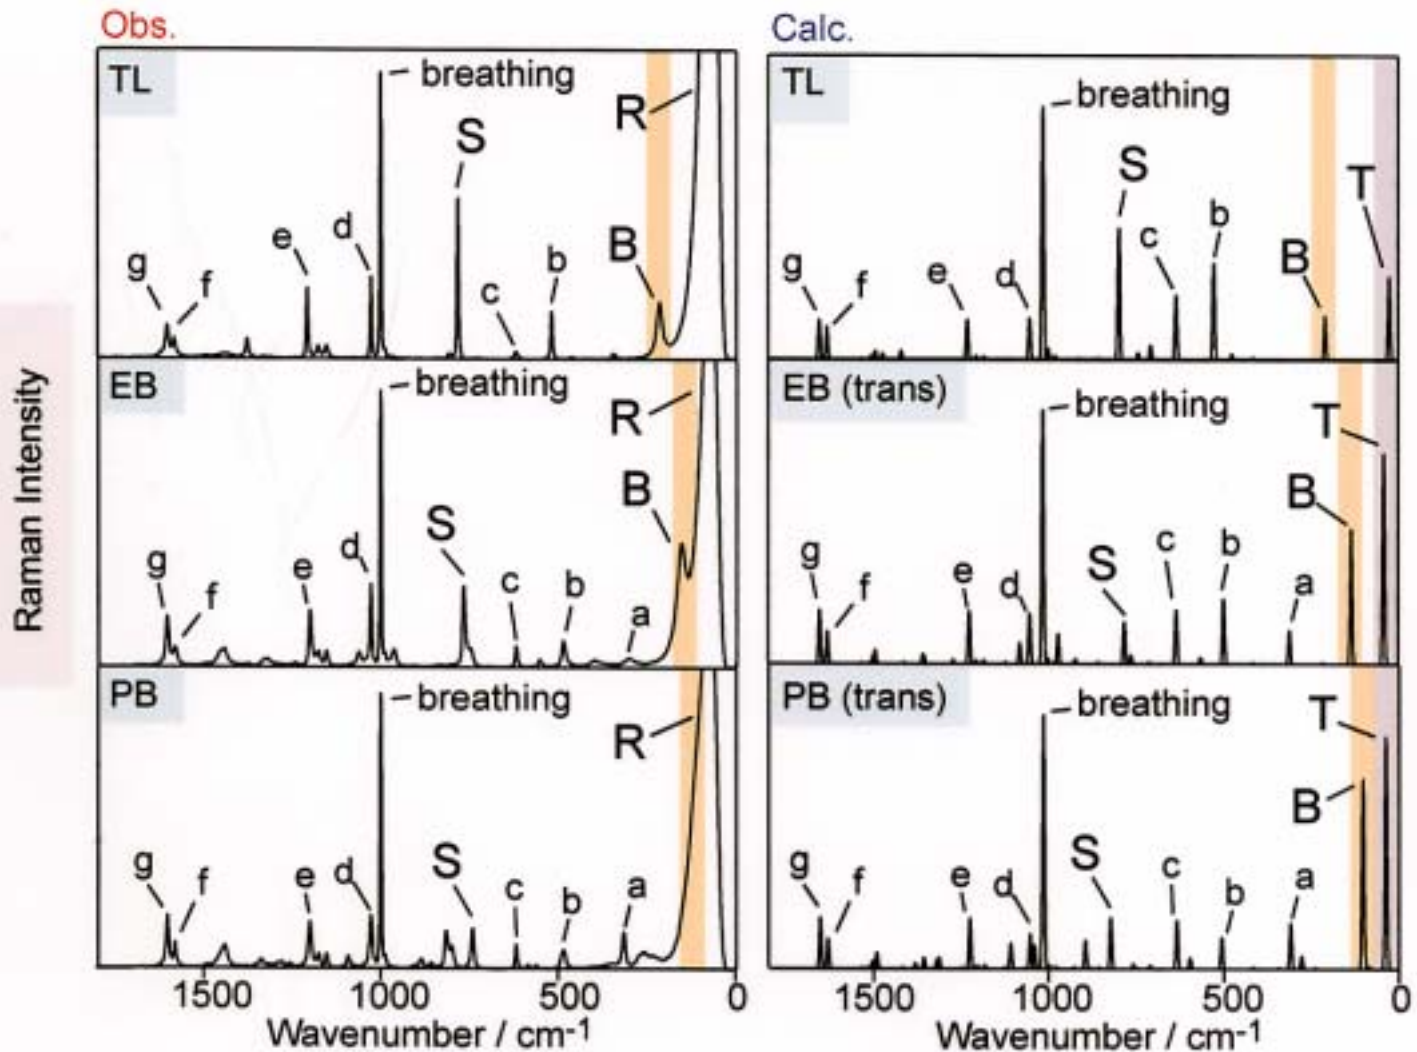 Obs.
TL
breathing
R
S
B
e
d
g
f
c
b
EB
breathing
R
B
S
g
f
e
d
c
b
a
PB
breathing
R
g
f
e
d
S
c
b
a
1500
1000
500
0
Wavenumber / cm-1
Raman Intensity
Calc.
TL
breathing
S
T
c
b
B
g
f
e
d
EB (trans)
breathing
T
B
g
f
e
d
S
c
b
a
PB (trans)
breathing
T
B
g
f
e
d
S
c
b
a
1500
1000
500
0
Wavenumber / cm-1